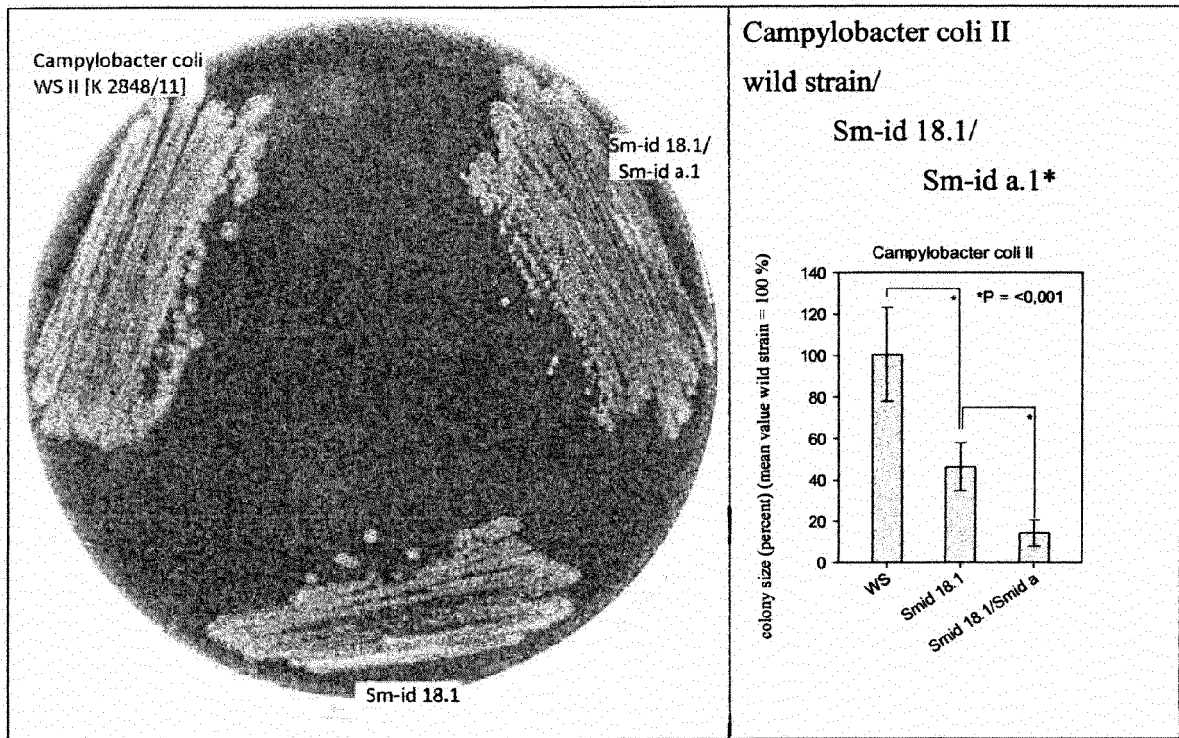 Campylobacter coli
WS II [K 2848/11]
Sm-id 18.1/
Sm-id a.1
Sm-id 18.1
Campylobacter coli II
wild strain/
Sm-id 18.1/
Sm-id a.1*
Campylobacter coli II
colony size (percent) (mean value wild strain = 100 %)
140
120
100
80
60
40
20
0
*P = <0,001
*
*
WS
Smid 18.1
Smid 18.1/Smid a